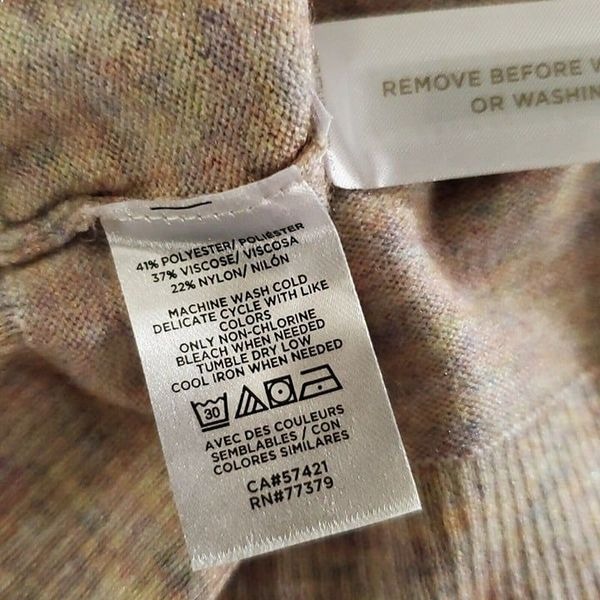 REMOVE BEFORE
OR WASHIN
41% POLYESTER/ POLIÉSTER
37% VISCOSE/ VISCOSA
22% NYLON/ NILÓN
MACHINE WASH COLD
DELICATE CYCLE WITH LIKE
COLORS
ONLY NON-CHLORINE
BLEACH WHEN NEEDED
TUMBLE DRY LOW
COOL IRON WHEN NEEDED
30
AVEC DES COULEURS
SEMBLABLES / CON
COLORES SIMILARES
CA#57421
RN#77379